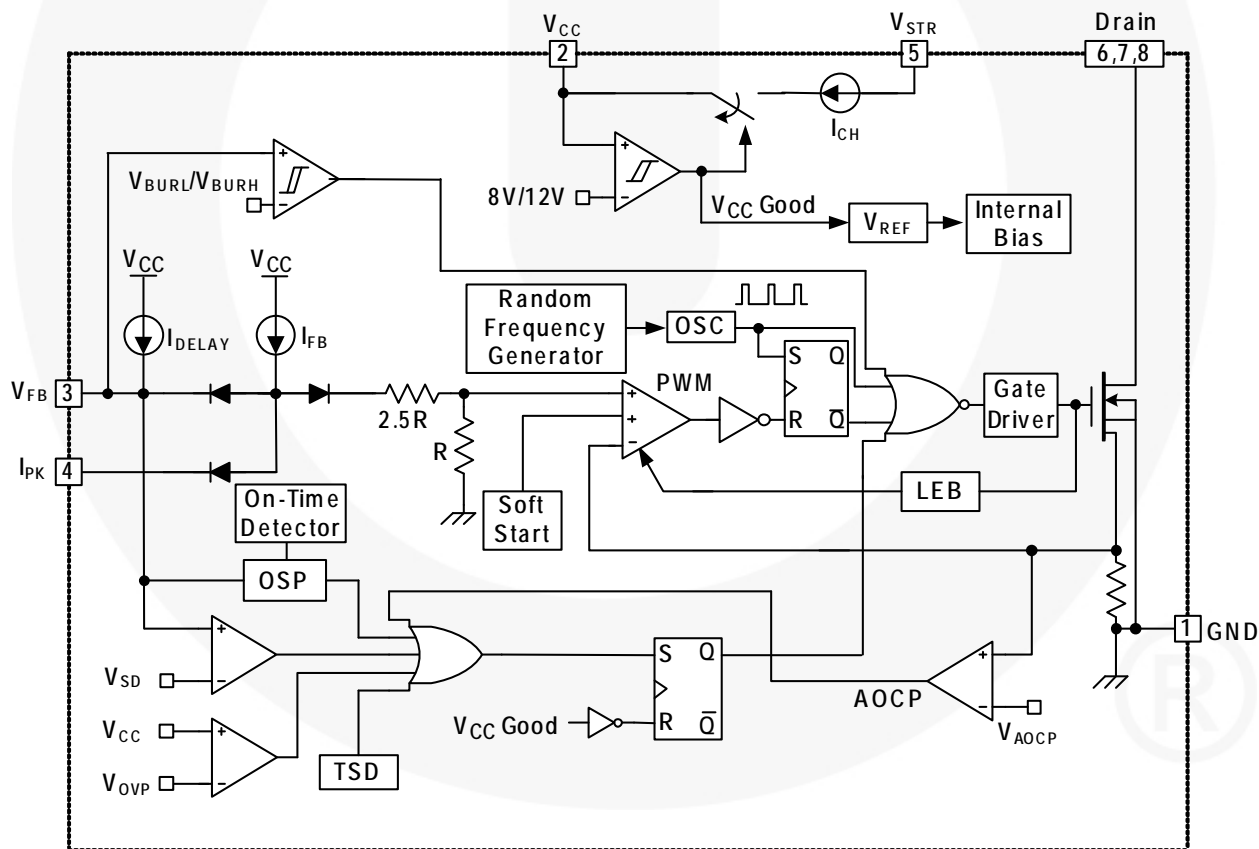 VCC
VSTR
Drain
2
5
6,7,8
ICH
VBURL/VBURH
+
−
+
−
8V/12V
VCC Good
VREF
Internal
Bias
VCC
VCC
IDELAY
IFB
Random
Frequency
Generator
OSC
VFB
3
2.5R
R
PWM
+
+
−
S
Q
R
Q̅
Gate
Driver
IPK
4
LEB
On-Time
Detector
Soft
Start
OSP
+
−
VSD
S
Q
R
Q̅
+
−
AOCP
VAOCP
1
GND
VCC
+
VOVP
−
TSD
VCC Good
®